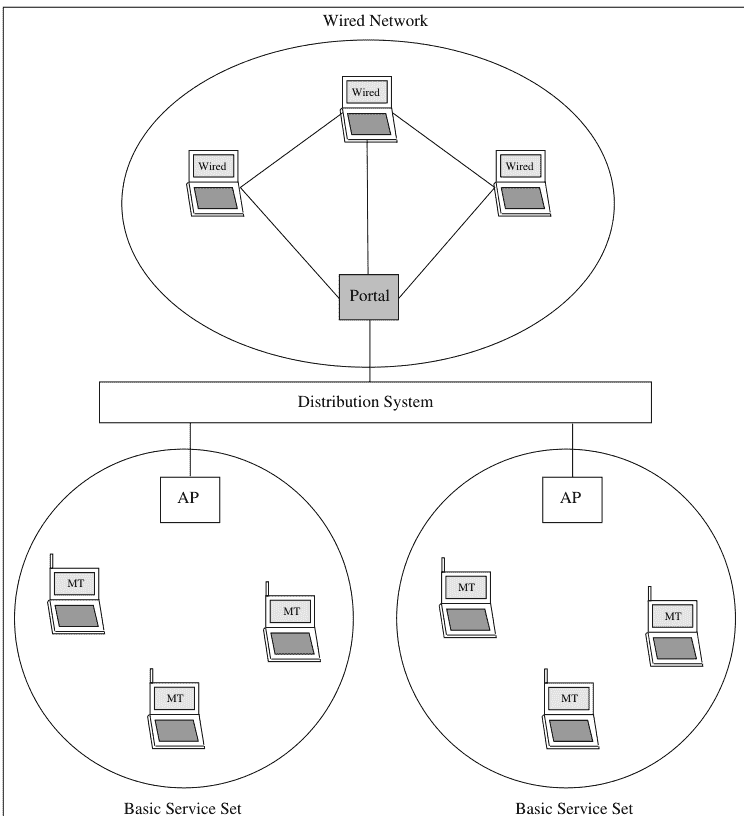 Wired Network
Wired
Wired
Wired
Portal
Distribution System
AP
AP
MT
MT
MT
MT
MT
MT
Basic Service Set
Basic Service Set